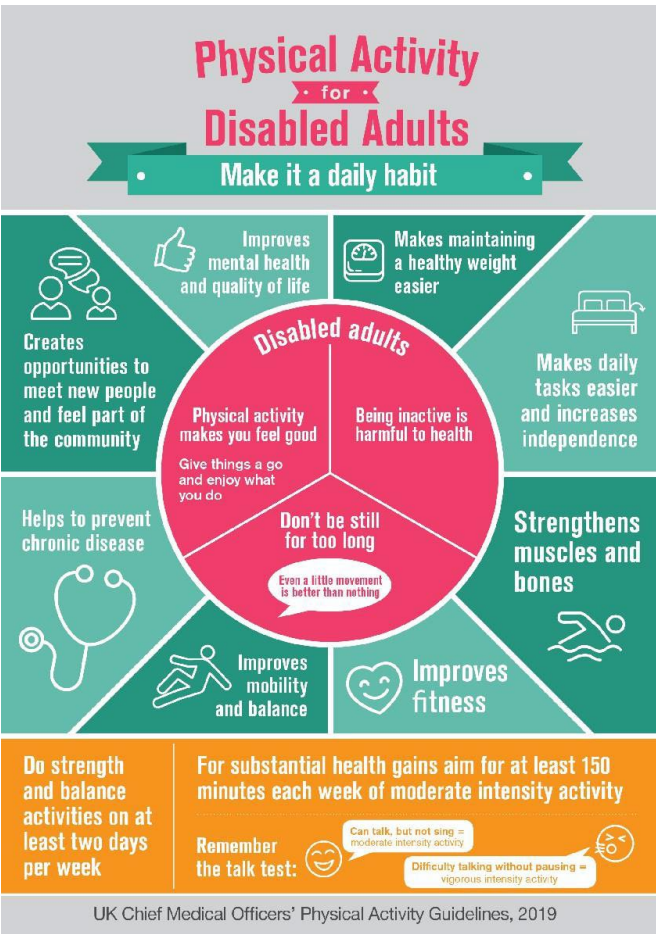 Physical Activity
for
Disabled Adults
Make it a daily habit
Improves
mental health
and quality of life
Makes maintaining
a healthy weight
easier
Creates
opportunities to
meet new people
and feel part of
the community
Makes daily
tasks easier
and increases
independence
Disabled adults
Physical activity
makes you feel good
Give things a go
and enjoy what
you do
Being inactive is
harmful to health
Don't be still
for too long
Even a little movement
is better than nothing
Helps to prevent
chronic disease
Strengthens
muscles and
bones
Improves
mobility
and balance
Improves
fitness
Do strength
and balance
activities on at
least two days
per week
For substantial health gains aim for at least 150
minutes each week of moderate intensity activity
Remember
the talk test:
Can talk, but not sing =
moderate intensity activity
Difficulty talking without pausing =
vigorous intensity activity
UK Chief Medical Officers' Physical Activity Guidelines, 2019